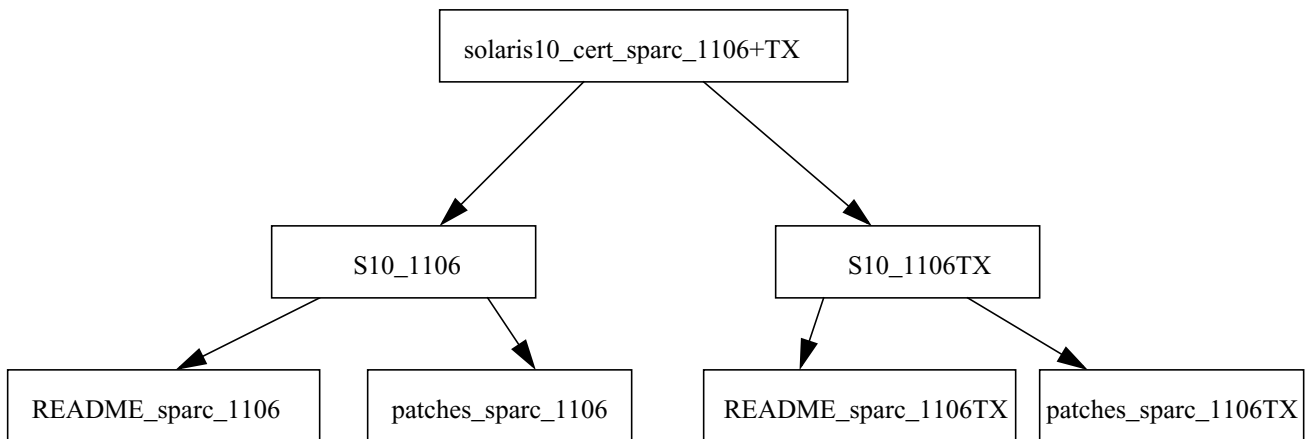 solaris10_cert_sparc_1106+TX
S10_1106
S10_1106TX
README_sparc_1106
patches_sparc_1106
README_sparc_1106TX
patches_sparc_1106TX